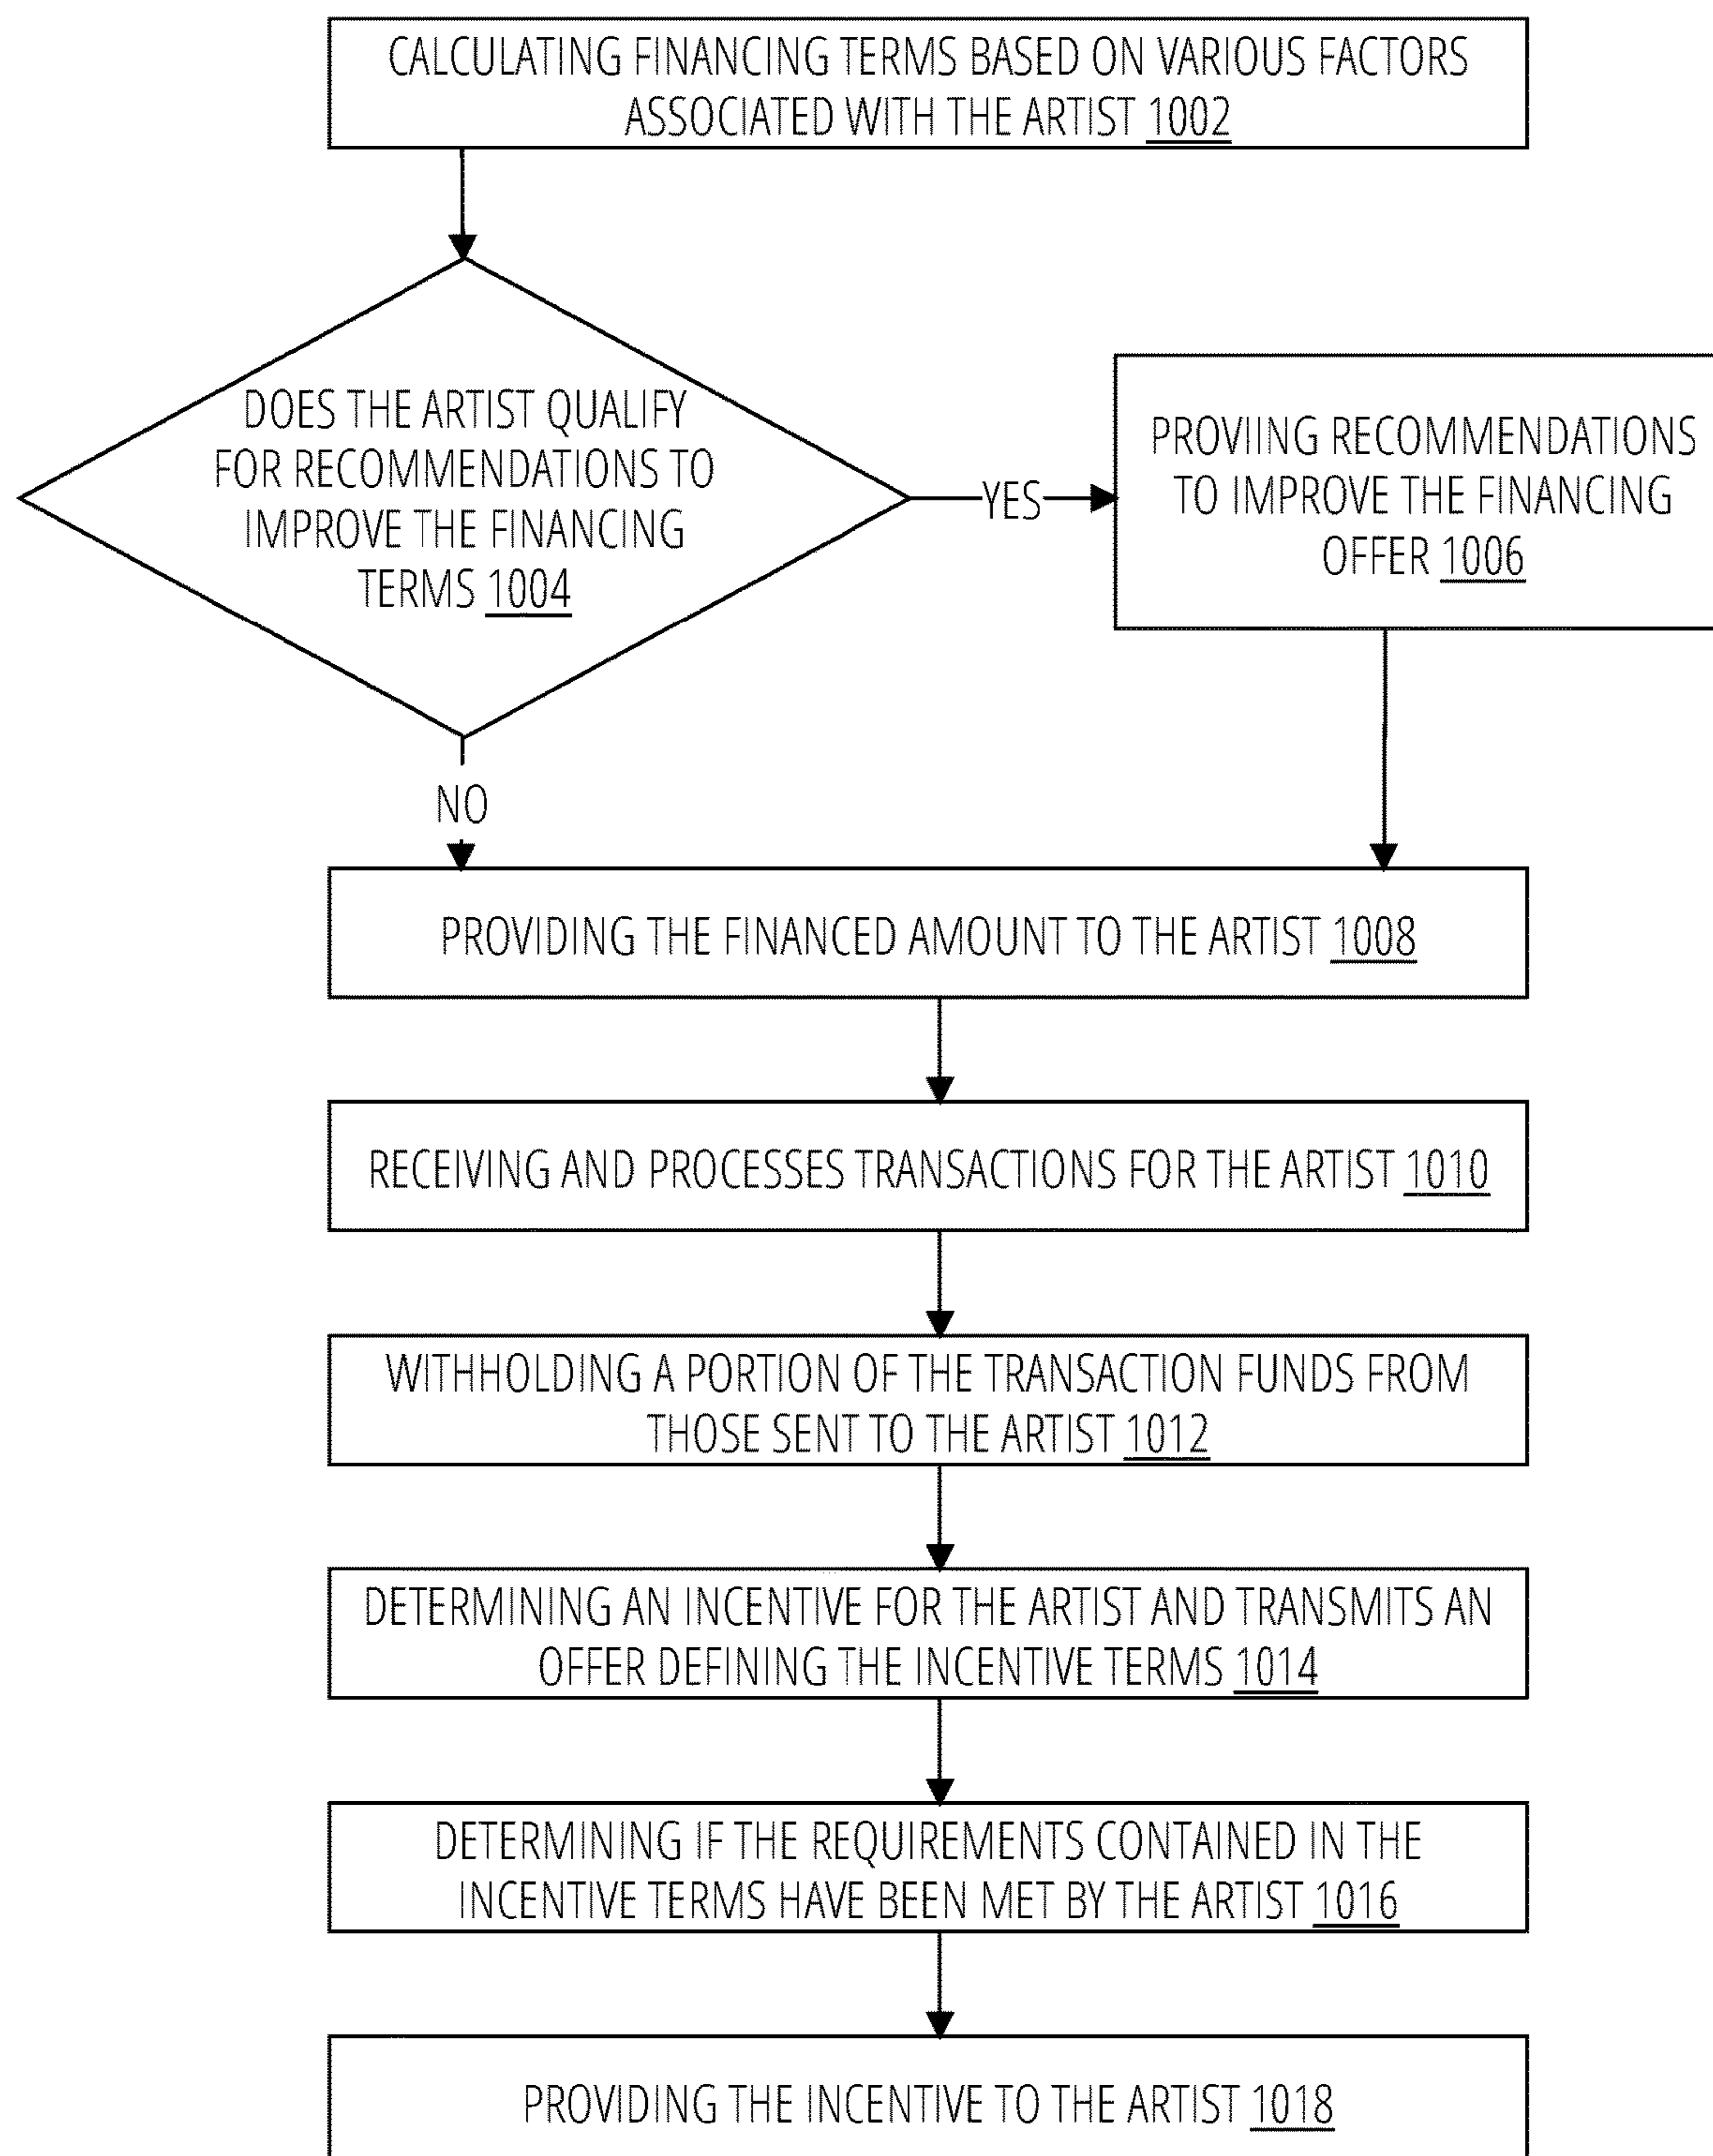 CALCULATING FINANCING TERMS BASED ON VARIOUS FACTORS
ASSOCIATED WITH THE ARTIST 1002
DOES THE ARTIST QUALIFY
FOR RECOMMENDATIONS TO
IMPROVE THE FINANCING
TERMS 1004
YES
PROVIING RECOMMENDATIONS
TO IMPROVE THE FINANCING
OFFER 1006
NO
PROVIDING THE FINANCED AMOUNT TO THE ARTIST 1008
RECEIVING AND PROCESSES TRANSACTIONS FOR THE ARTIST 1010
WITHHOLDING A PORTION OF THE TRANSACTION FUNDS FROM
THOSE SENT TO THE ARTIST 1012
DETERMINING AN INCENTIVE FOR THE ARTIST AND TRANSMITS AN
OFFER DEFINING THE INCENTIVE TERMS 1014
DETERMINING IF THE REQUIREMENTS CONTAINED IN THE
INCENTIVE TERMS HAVE BEEN MET BY THE ARTIST 1016
PROVIDING THE INCENTIVE TO THE ARTIST 1018